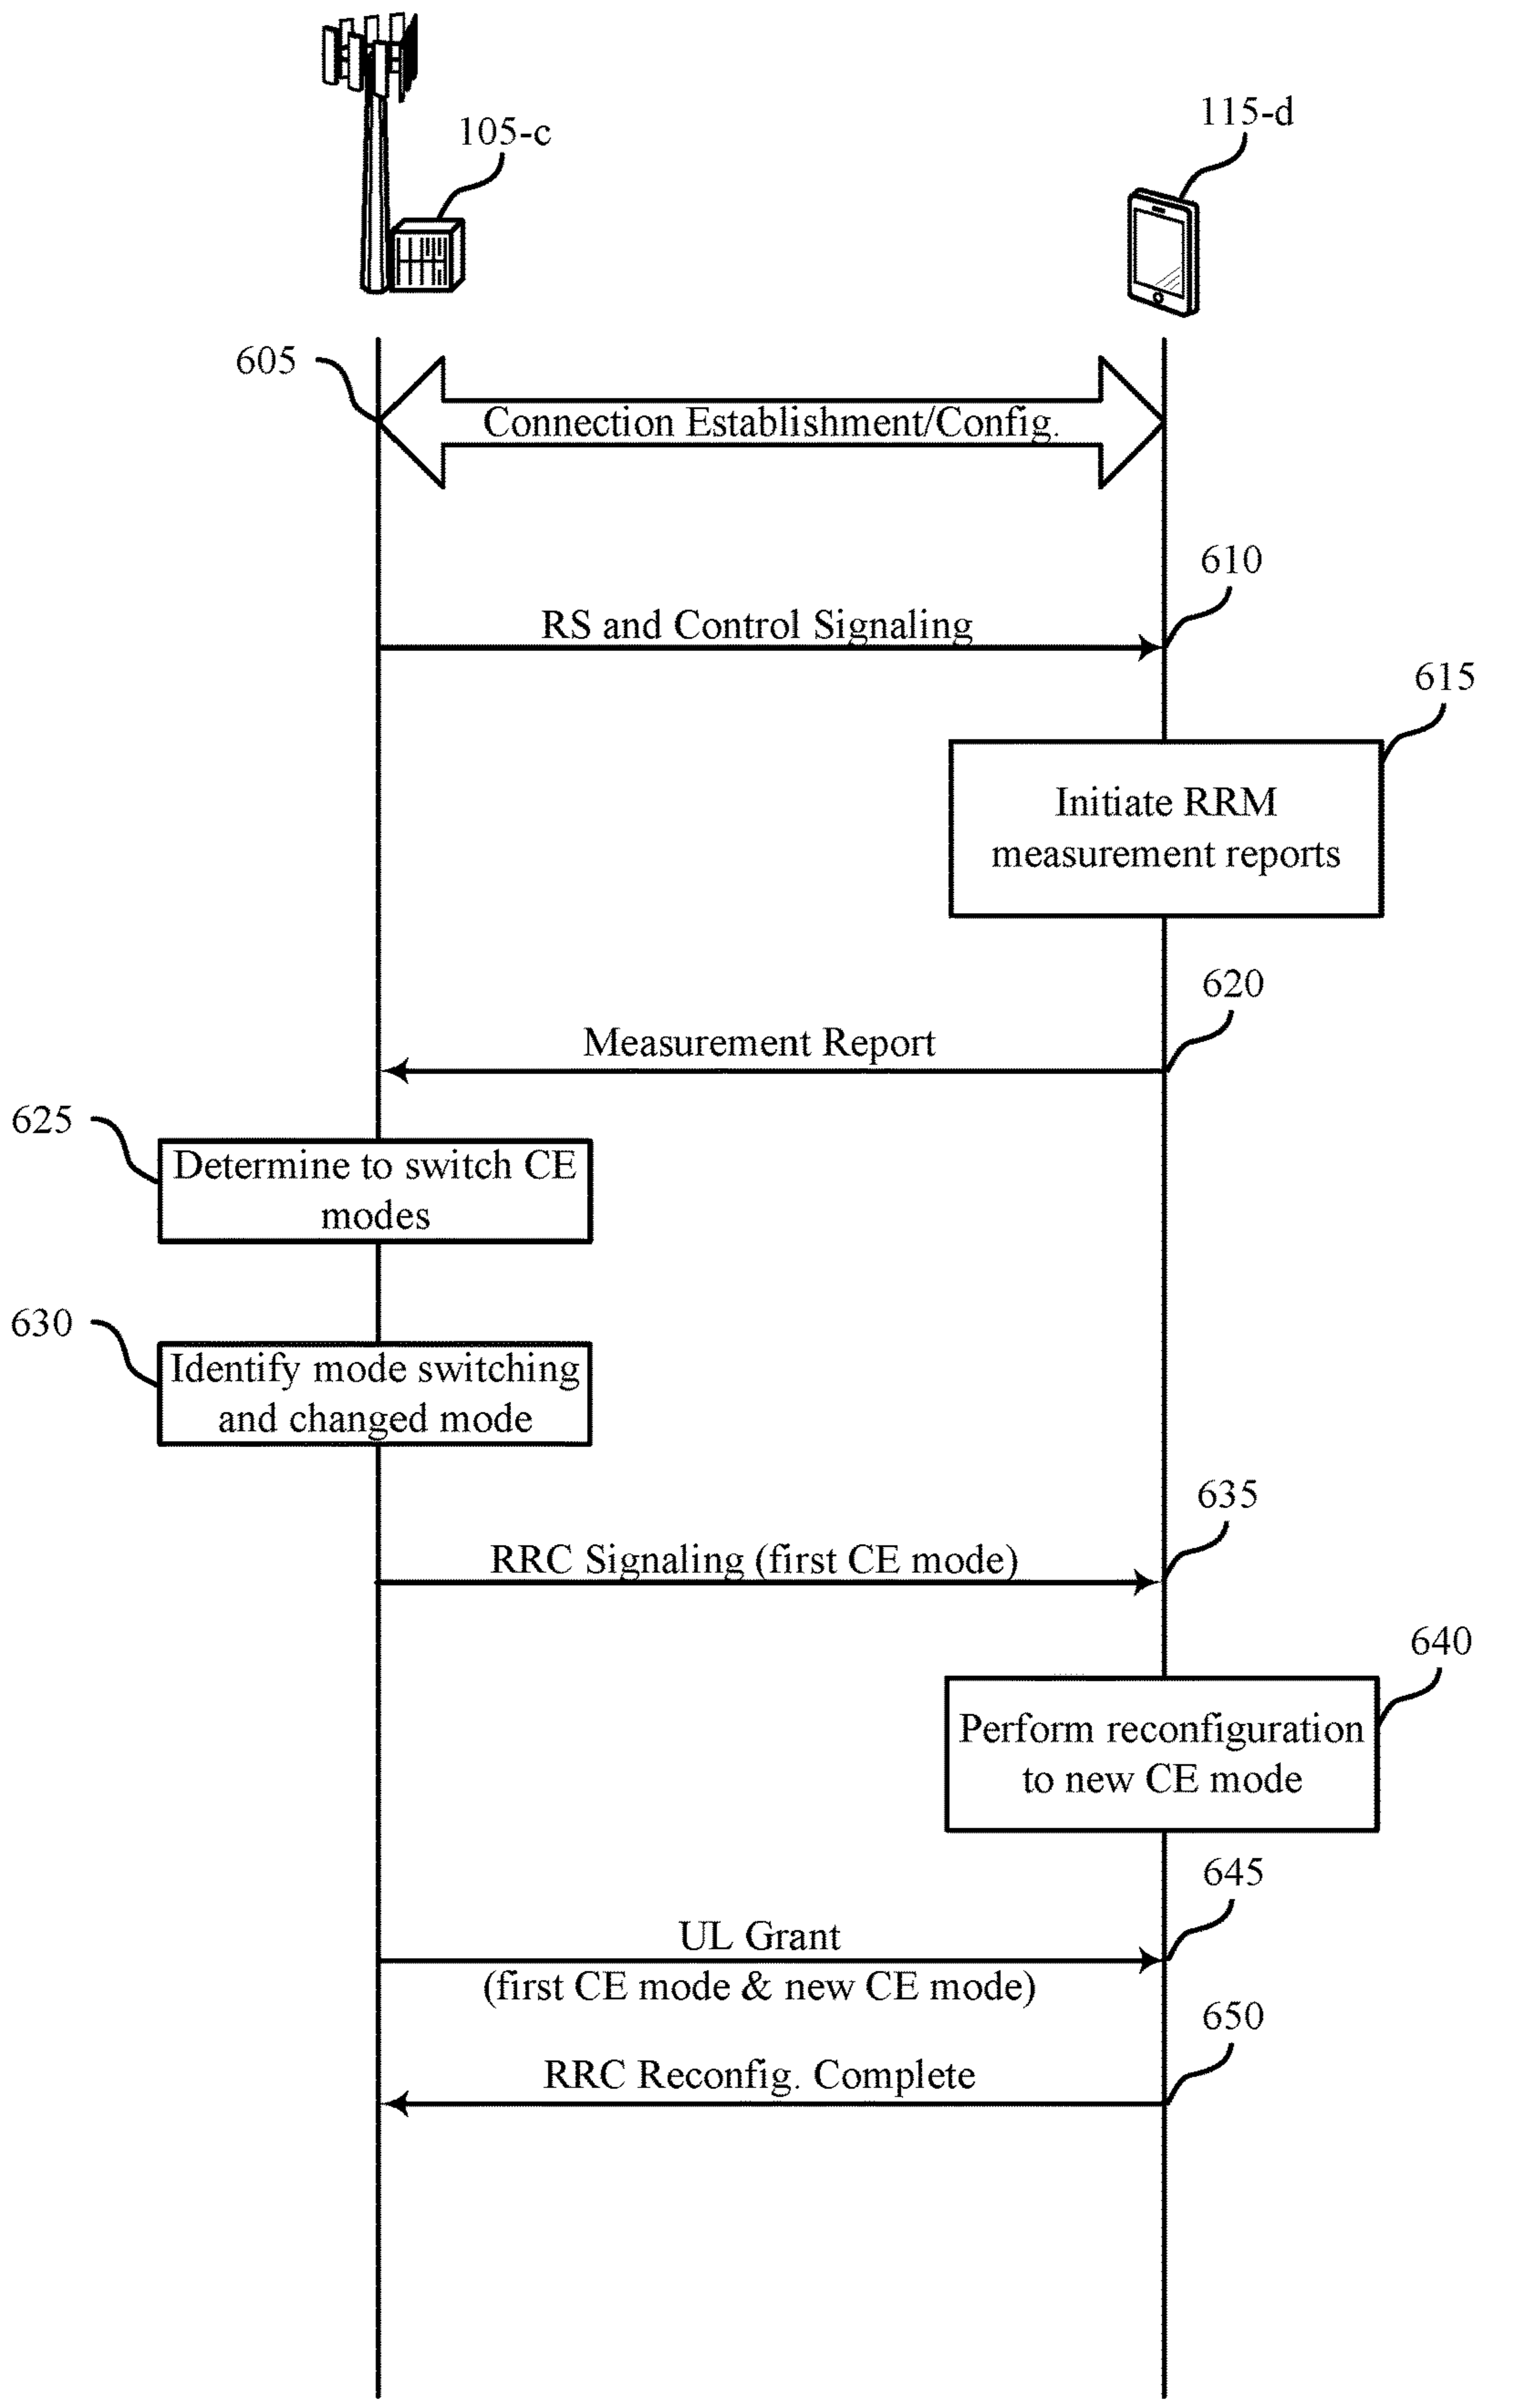 105-c
115-d
605
Connection Establishment/Config.
610
RS and Control Signaling
615
Initiate RRM
measurement reports
620
Measurement Report
625
Determine to switch CE
modes
630
Identify mode switching
and changed mode
635
RRC Signaling (first CE mode)
640
Perform reconfiguration
to new CE mode
645
UL Grant
(first CE mode & new CE mode)
650
RRC Reconfig. Complete